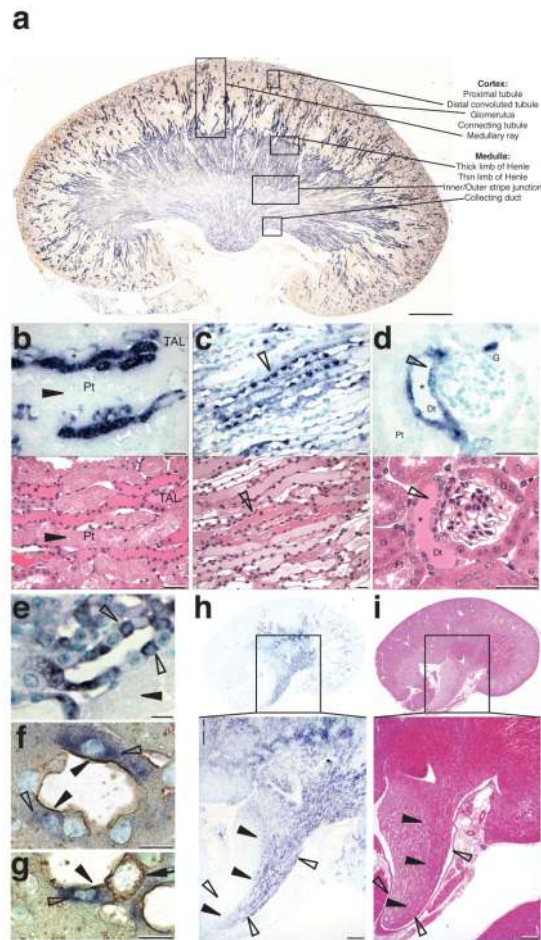 a
Cortex:
Proximal tubule
Distal convoluted tubule
Glomerulus
Connecting tubule
Medullary ray
Medulla:
Thick limb of Henle
Thin limb of Henle
Inner/Outer stripe junction
Collecting duct
b
TAL
*
Pt
c
d
G
*
Dt
Pt
TAL
Pt
G
*
Dt
Pt
e
h
i
f
g